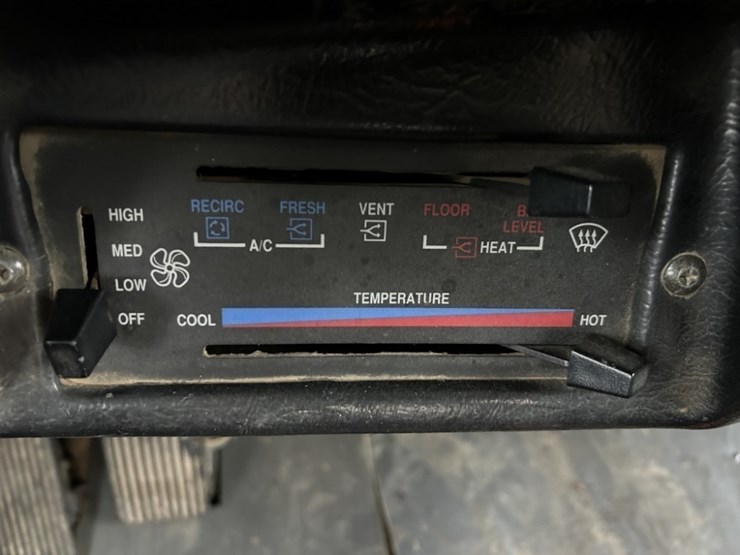 HIGH
MED
LOW
OFF
RECIRC
FRESH
A/C
VENT
FLOOR
LEVEL
HEAT
TEMPERATURE
COOL
HOT